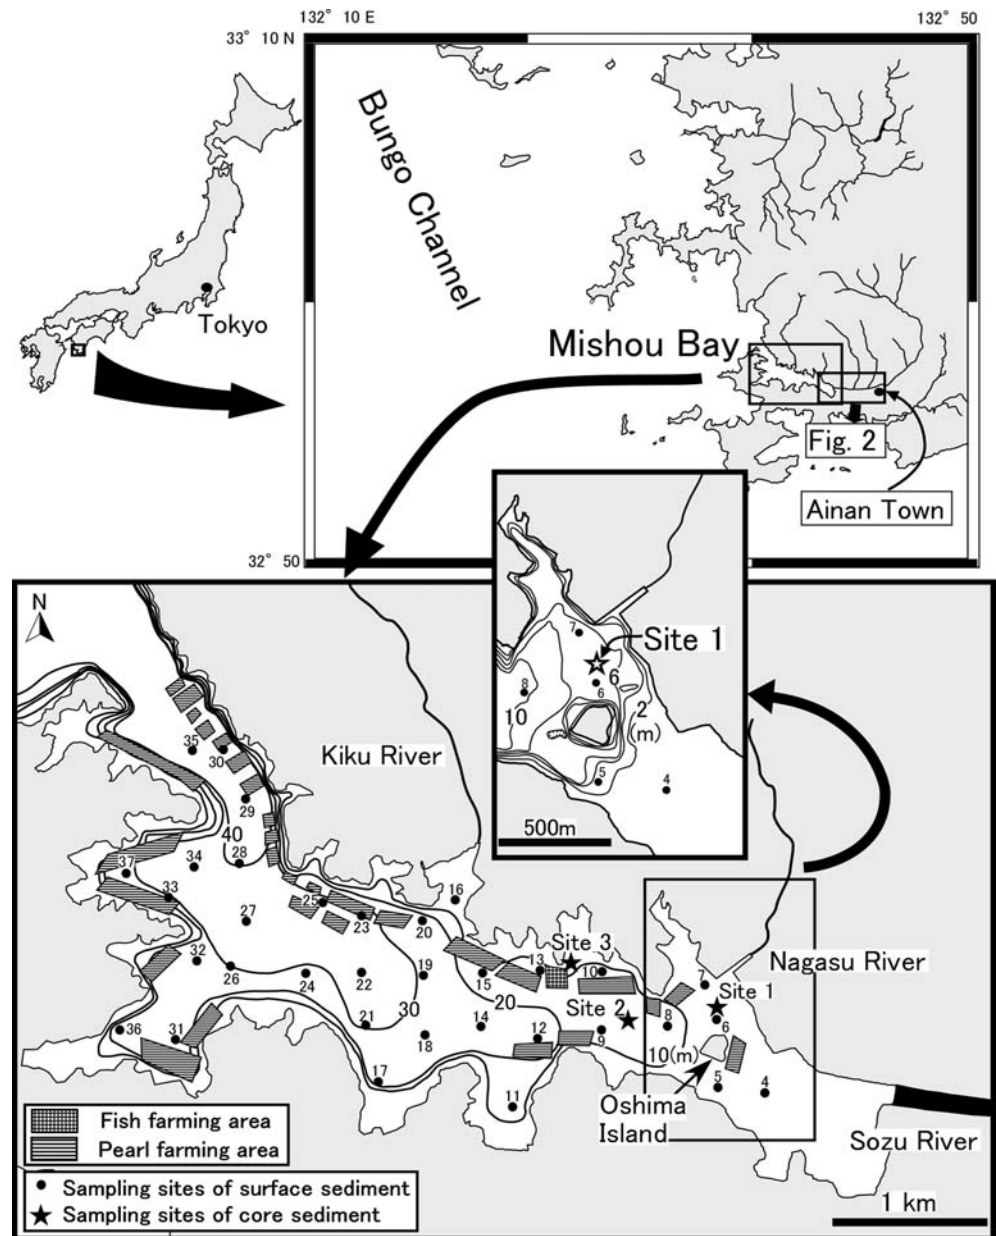 132° 10 E
132° 50
33° 10 N
Bungo Channel
Tokyo
Mishou Bay
Fig. 2
Ainan Town
32° 50
7
Site 1
6
6
8
10
2
(m)
5
4
500m
N
Kiku River
35
30
29
40
28
34
37
33
25
23
16
20
27
Site 3
13
10
32
26
24
22
19
15
7
Nagasu River
Site 1
30
20
Site 2
21
14
8
6
36
31
18
12
9
10(m)
17
11
5
4
Oshima
Island
Sozu River
Fish farming area
Pearl farming area
Sampling sites of surface sediment
Sampling sites of core sediment
1 km